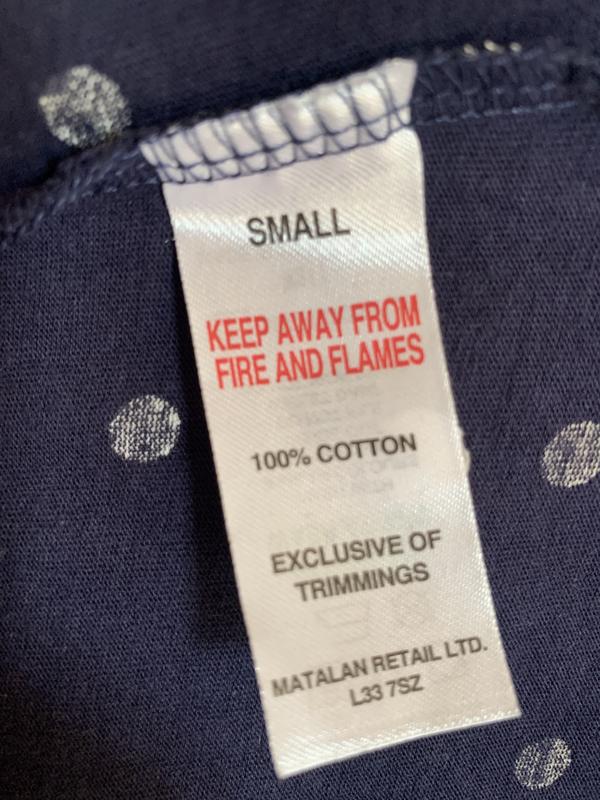 SMALL
KEEP AWAY FROM
FIRE AND FLAMES
100% COTTON
EXCLUSIVE OF
TRIMMINGS
MATALAN RETAIL LTD.
L33 7SZ